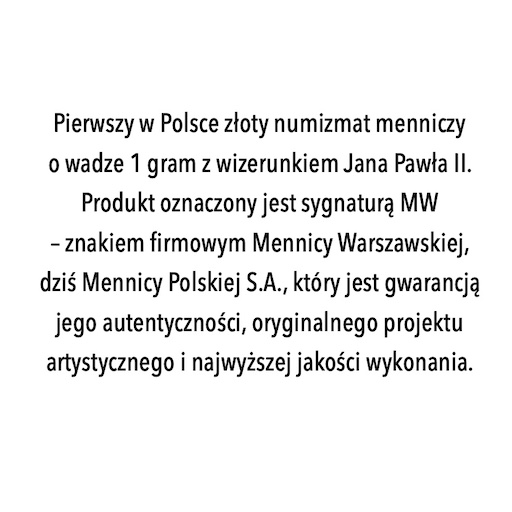 Pierwszy w Polsce złoty numizmat menniczy
o wadze 1 gram z wizerunkiem Jana Pawła II.
Produkt oznaczony jest sygnaturą MW
– znakiem firmowym Mennicy Warszawskiej,
dziś Mennicy Polskiej S.A., który jest gwarancją
jego autentyczności, oryginalnego projektu
artystycznego i najwyższej jakości wykonania.